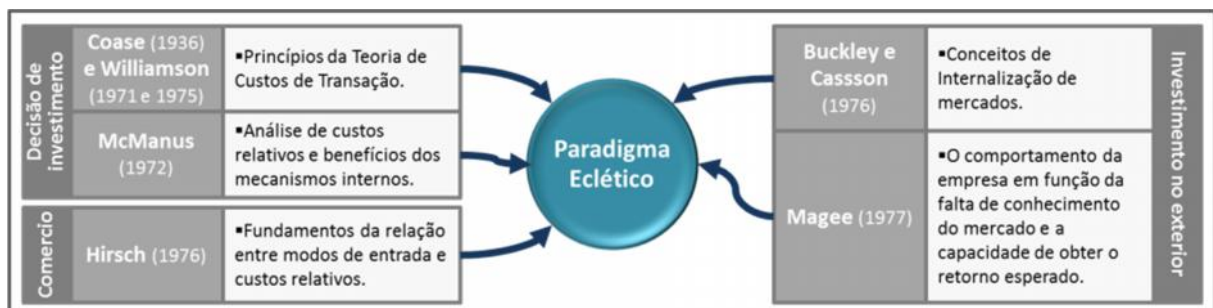 Decisão de
investimento
Coase (1936)
e Williamson
(1971 e 1975)
▪Princípios da Teoria de
Custos de Transação.
McManus
(1972)
▪Análise de custos
relativos e benefícios dos
mecanismos internos.
Comercio
Hirsch (1976)
▪Fundamentos da relação
entre modos de entrada e
custos relativos.
Paradigma
Eclético
Buckley e
Cassson
(1976)
▪Conceitos de
Internalização de
mercados.
Magee (1977)
▪O comportamento da
empresa em função da
falta de conhecimento
do mercado e a
capacidade de obter o
retorno esperado.
Investimento no exterior